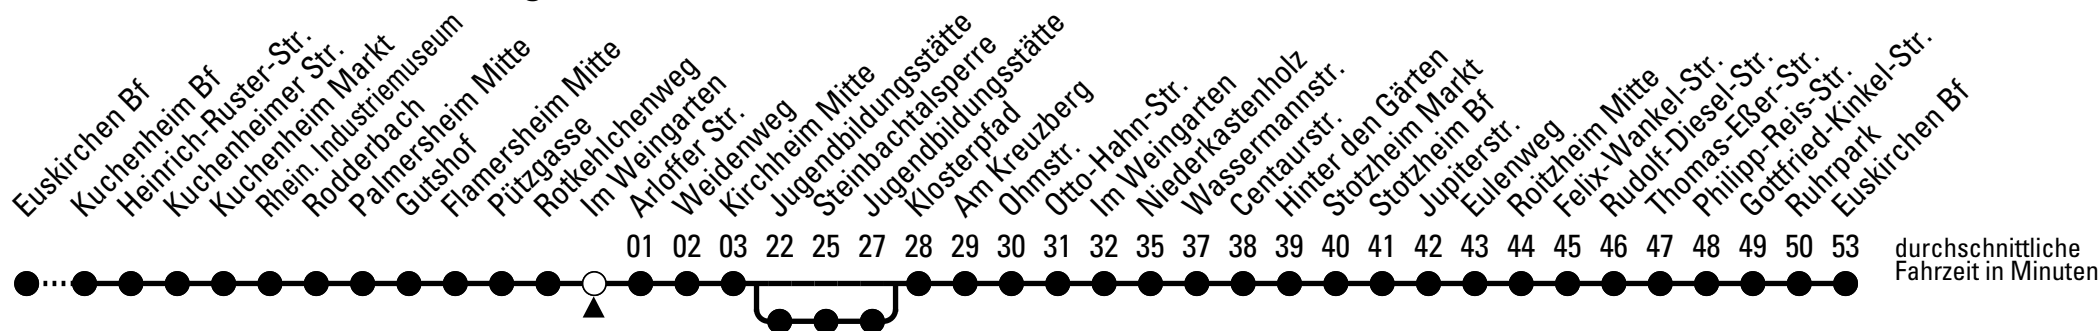 Euskirchen Bf
Kuchenheim Bf
Heinrich-Ruster-Str.
Kuchenheimer Str.
Kuchenheim Markt
Rhein. Industriemuseum
Rodderbach
Palmersheim Mitte
Gutshof
Flamersheim Mitte
Pützgasse
Rotkehlchenweg
Im Weingarten
Arloffer Str.
Weidenweg
Kirchheim Mitte
Jugendbildungsstätte
Steinbachtalsperre
Jugendbildungsstätte
Klosterpfad
Am Kreuzberg
Ohmstr.
Otto-Hahn-Str.
Im Weingarten
Niederkastenholz
Wassermannstr.
Centaurstr.
Hinter den Gärten
Stotzheim Markt
Stotzheim Bf
Jupiterstr.
Eulenweg
Roitzheim Mitte
Felix-Wankel-Str.
Rudolf-Diesel-Str.
Thomas-Eßer-Str.
Philipp-Reis-Str.
Gottfried-Kinkel-Str.
Ruhrpark
Euskirchen Bf
01 02 03 22 25 27 28 29 30 31 32 35 37 38 39 40 41 42 43 44 45 46 47 48 49 50 53
durchschnittliche
Fahrzeit in Minuten